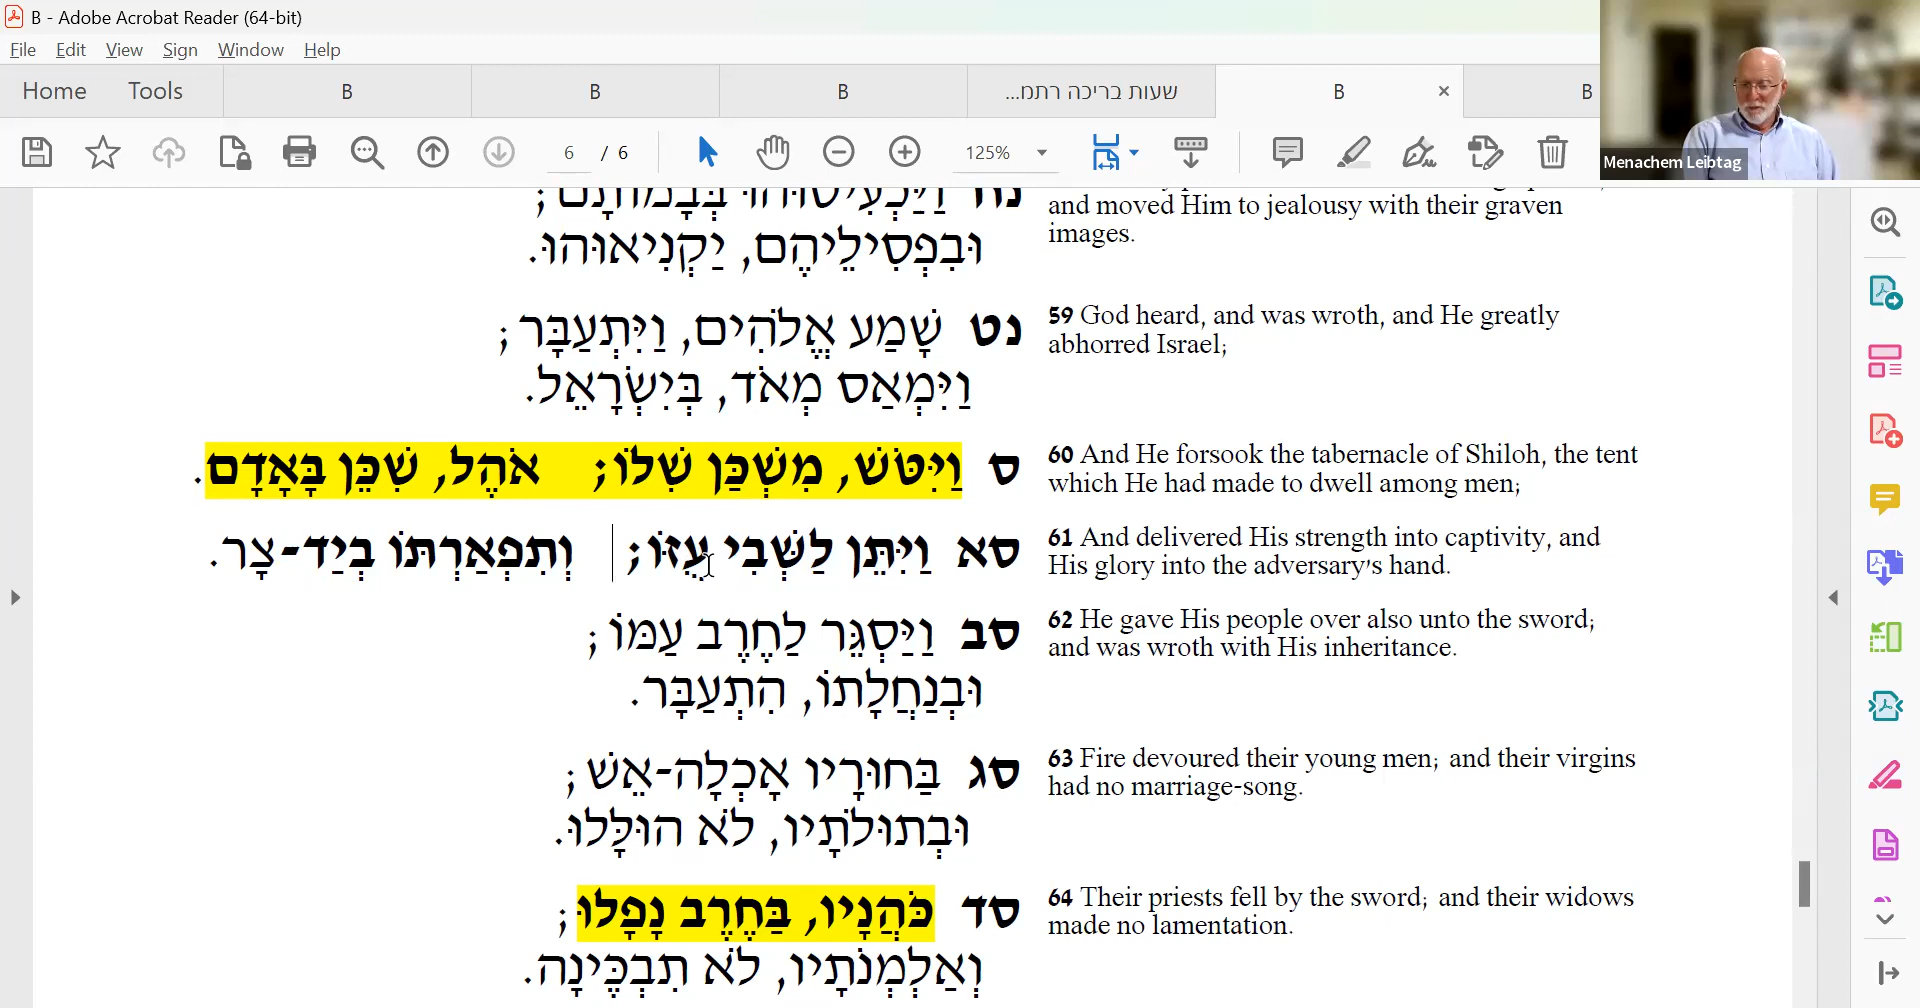 B - Adobe Acrobat Reader (64-bit)
File Edit View Sign Window Help
Home Tools B B B שעות בריכה רתמ... B × B
6 / 6 125%
Menachem Leibtag
נח וַיַּכְעִיסוּהוּ בְּבָמוֹתָם;
וּבִפְסִילֵיהֶם, יַקְנִיאוּהוּ.
and moved Him to jealousy with their graven
images.
נט שָׁמַע אֱלֹהִים, וַיִּתְעַבָּר;
וַיִּמְאַס מְאֹד, בְּיִשְׂרָאֵל.
59 God heard, and was wroth, and He greatly
abhorred Israel;
ס וַיִּטֹּשׁ, מִשְׁכַּן שִׁלוֹ; אֹהֶל, שִׁכֵּן בָּאָדָם.
60 And He forsook the tabernacle of Shiloh, the tent
which He had made to dwell among men;
סא וַיִּתֵּן לַשְּׁבִי עֻזּוֹ; וְתִפְאַרְתּוֹ בְיַד-צָר.
61 And delivered His strength into captivity, and
His glory into the adversary's hand.
סב וַיַּסְגֵּר לַחֶרֶב עַמּוֹ;
וּבְנַחֲלָתוֹ, הִתְעַבָּר.
62 He gave His people over also unto the sword;
and was wroth with His inheritance.
סג בַּחוּרָיו אָכְלָה-אֵשׁ;
וּבְתוּלֹתָיו, לֹא הוּלָּלוּ.
63 Fire devoured their young men; and their virgins
had no marriage-song.
סד כֹּהֲנָיו, בַּחֶרֶב נָפָלוּ;
וְאַלְמְנֹתָיו, לֹא תִבְכֶּינָה.
64 Their priests fell by the sword; and their widows
made no lamentation.